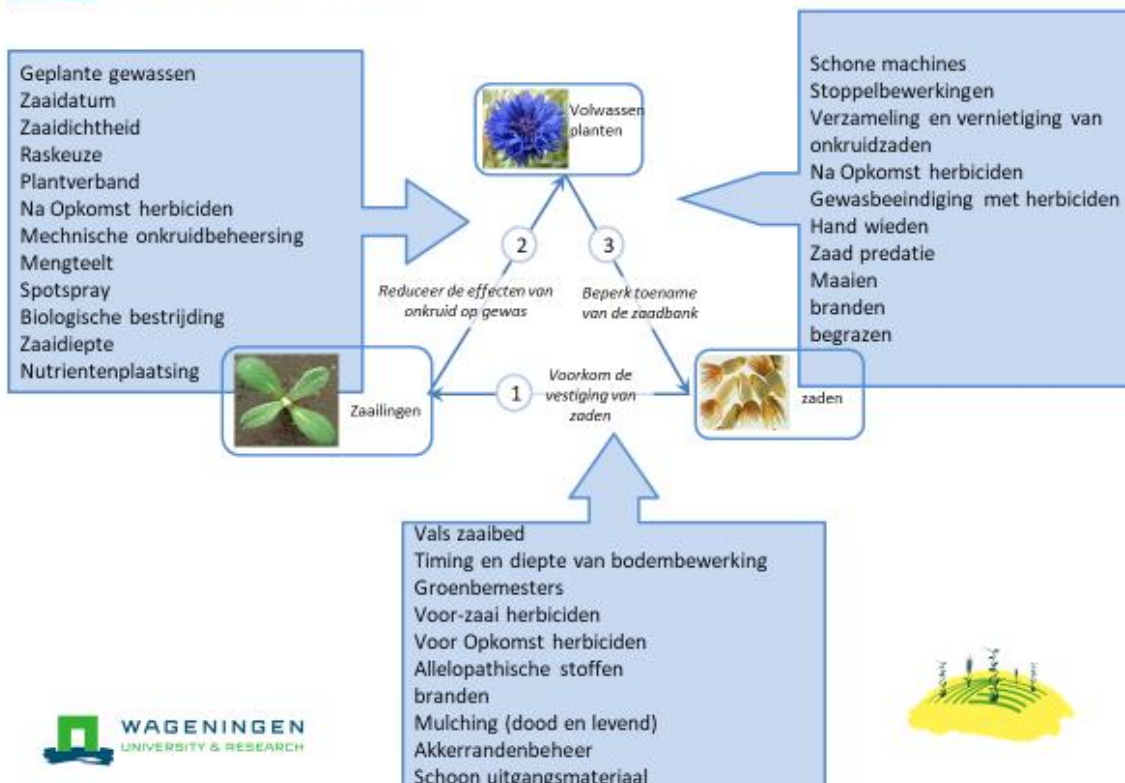 Geplante gewassen
Zaaidatum
Zaaidichtheid
Raskeuze
Plantverband
Na Opkomst herbiciden
Mechnische onkruidbeheersing
Mengteelt
Spotspray
Biologische bestrijding
Zaaidiepte
Nutrientenplaatsing
Volwassen
planten
Schone machines
Stoppelbewerkingen
Verzameling en vernietiging van
onkruidzaden
Na Opkomst herbiciden
Gewasbeeindiging met herbiciden
Hand wieden
Zaad predatie
Maaien
branden
begrazen
2
3
Reduceer de effecten van
onkruid op gewas
Beperk toename
van de zaadbank
Zaailingen
1
Voorkom de
vestiging van
zaden
zaden
Vals zaaibed
Timing en diepte van bodembewerking
Groenbemesters
Voor-zaai herbiciden
Voor Opkomst herbiciden
Allelopathische stoffen
branden
Mulching (dood en levend)
Akkerrandenbeheer
Schoon uitgangsmateriaal
WAGENINGEN
UNIVERSITY & RESEARCH